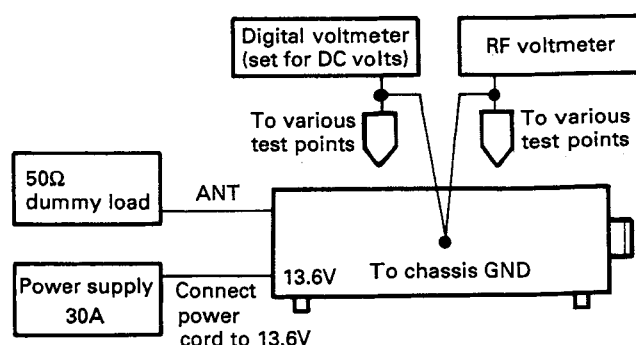 Digital voltmeter
(set for DC volts)
RF voltmeter
To various
test points
To various
test points
50Ω
dummy load
ANT
13.6V
To chassis GND
Power supply
30A
Connect
power
cord to 13.6V